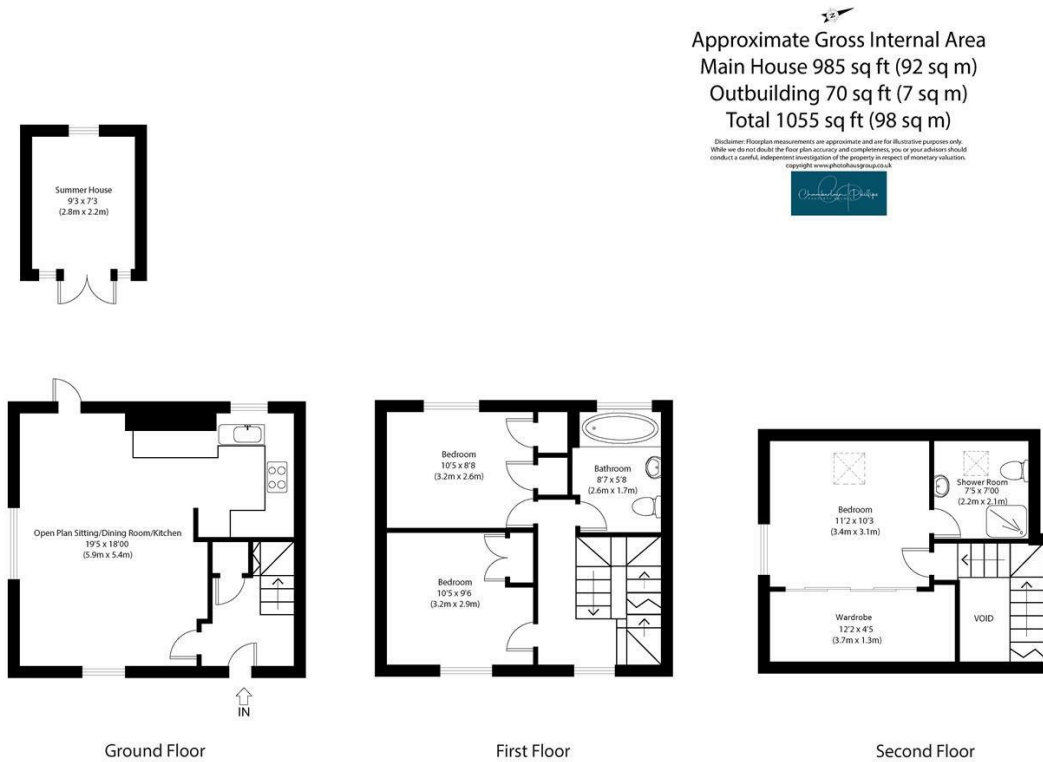 N
Approximate Gross Internal Area
Main House 985 sq ft (92 sq m)
Outbuilding 70 sq ft (7 sq m)
Total 1055 sq ft (98 sq m)
Disclaimer: Floorplan measurements are approximate and are for illustrative purposes only.
While we do not doubt the floor plan accuracy and completeness, you or your advisors should
conduct a careful, independent investigation of the property in respect of monetary valuation.
copyright www.photohausgroup.co.uk
Chamberlain Phillips
Summer House
9'3 x 7'3
(2.8m x 2.2m)
Open Plan Sitting/Dining Room/Kitchen
19'5 x 18'00
(5.9m x 5.4m)
IN
Ground Floor
Bedroom
10'5 x 8'8
(3.2m x 2.6m)
Bathroom
8'7 x 5'8
(2.6m x 1.7m)
Bedroom
10'5 x 9'6
(3.2m x 2.9m)
First Floor
Bedroom
11'2 x 10'3
(3.4m x 3.1m)
Shower Room
7'5 x 7'00
(2.2m x 2.1m)
Wardrobe
12'2 x 4'5
(3.7m x 1.3m)
VOID
Second Floor